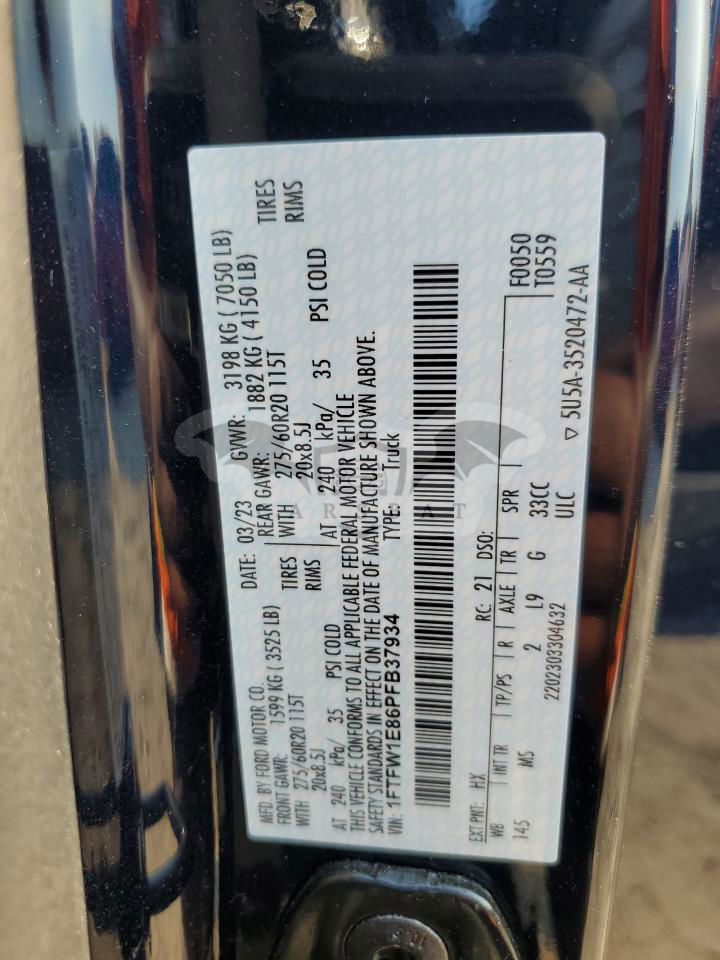 MFD. BY FORD MOTOR CO.
DATE: 03/23 GVWR: 3198 KG ( 7050 LB)
FRONT GAWR: 1599 KG ( 3525 LB)
REAR GAWR: 1882 KG ( 4150 LB)
WITH 275/60R20 115T TIRES
20x8.5J RIMS
WITH 275/60R20 115T TIRES
20x8.5J RIMS
AT 240 kPa/ 35 PSI COLD
AT 240 kPa/ 35 PSI COLD
THIS VEHICLE CONFORMS TO ALL APPLICABLE FEDERAL MOTOR VEHICLE
SAFETY STANDARDS IN EFFECT ON THE DATE OF MANUFACTURE SHOWN ABOVE.
VIN: 1FTFW1E86PFB37934 TYPE: Truck
EXT PNT: HX RC: 21 DSO:
WB INT TR TP/PS R AXLE TR SPR F0050
145 MS 2 L9 G 33CC T0559
2202303304632 ULC ▽ 5U5A-3520472-AA